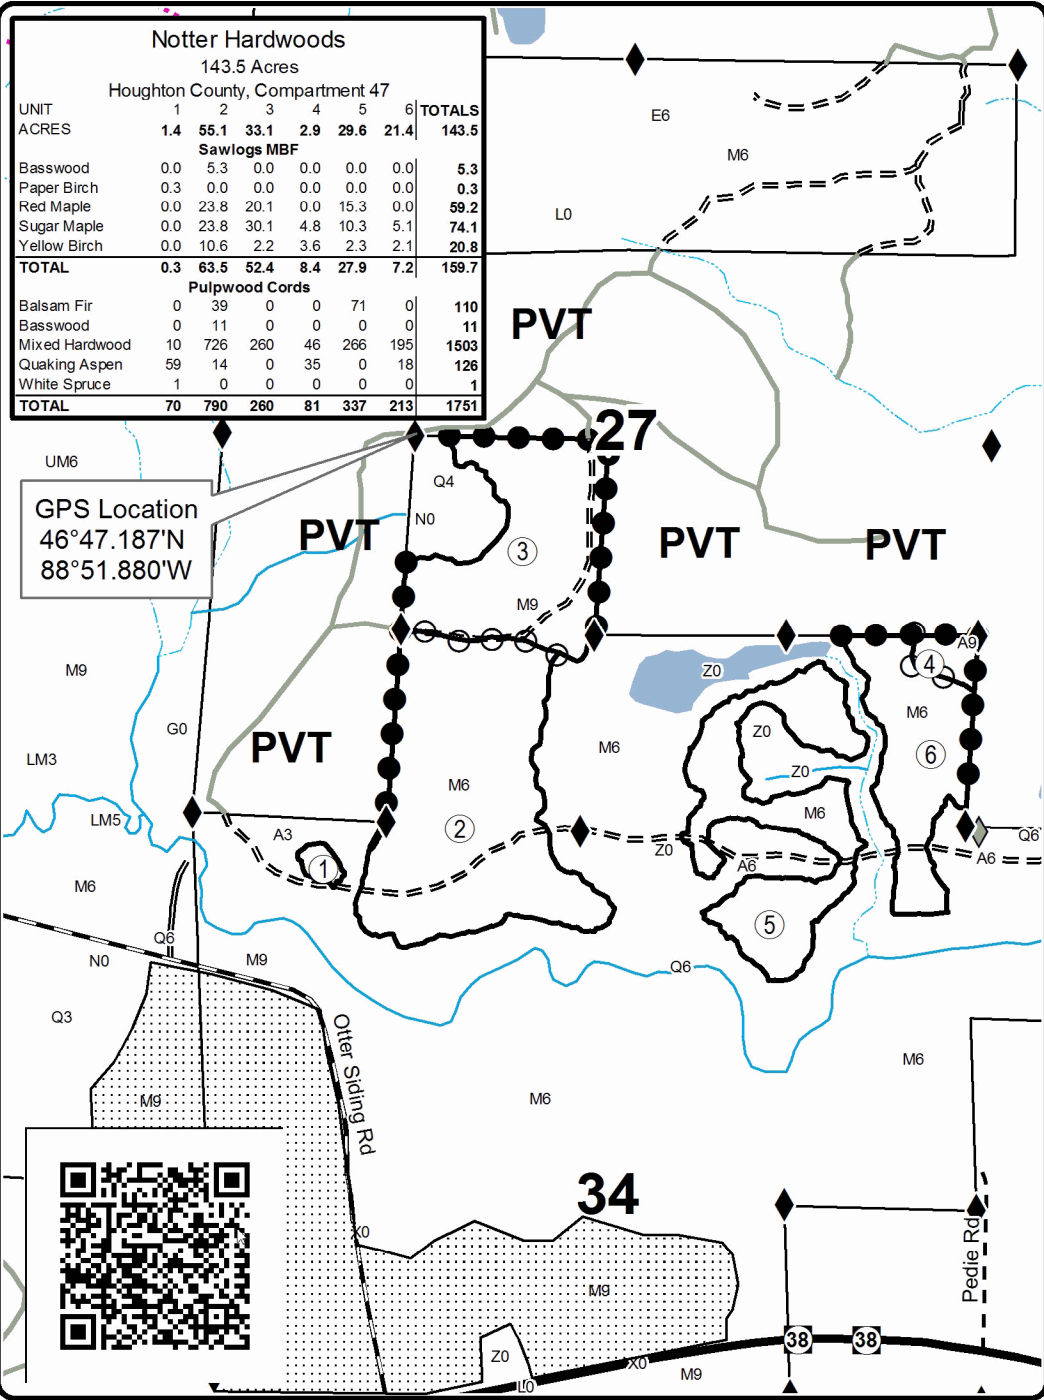 Notter Hardwoods
143.5 Acres
Houghton County, Compartment 47
UNIT 1 2 3 4 5 6 TOTALS
ACRES 1.4 55.1 33.1 2.9 29.6 21.4 143.5
Sawlogs MBF
Basswood 0.0 5.3 0.0 0.0 0.0 0.0 5.3
Paper Birch 0.3 0.0 0.0 0.0 0.0 0.0 0.3
Red Maple 0.0 23.8 20.1 0.0 15.3 0.0 59.2
Sugar Maple 0.0 23.8 30.1 4.8 10.3 5.1 74.1
Yellow Birch 0.0 10.6 2.2 3.6 2.3 2.1 20.8
TOTAL 0.3 63.5 52.4 8.4 27.9 7.2 159.7
Pulpwood Cords
Balsam Fir 0 39 0 0 71 0 110
Basswood 0 11 0 0 0 0 11
Mixed Hardwood 10 726 260 46 266 195 1503
Quaking Aspen 59 14 0 35 0 18 126
White Spruce 1 0 0 0 0 0 1
TOTAL 70 790 260 81 337 213 1751
E6
M6
L0
PVT
27
UM6
Q4
GPS Location
46°47.187'N
88°51.880'W
N0
PVT
PVT
PVT
3
M9
A9
4
M9
Z0
M6
G0
Z0
PVT
M6
6
LM3
Z0
M6
M6
LM5
A3
2
Q6
Z0
A6
A6
1
M6
5
Q6
N0
M9
Q6
Q3
Otter Siding Rd
M6
M9
M6
34
X0
Pedie Rd
M9
38
38
Z0
X0
M9
L0